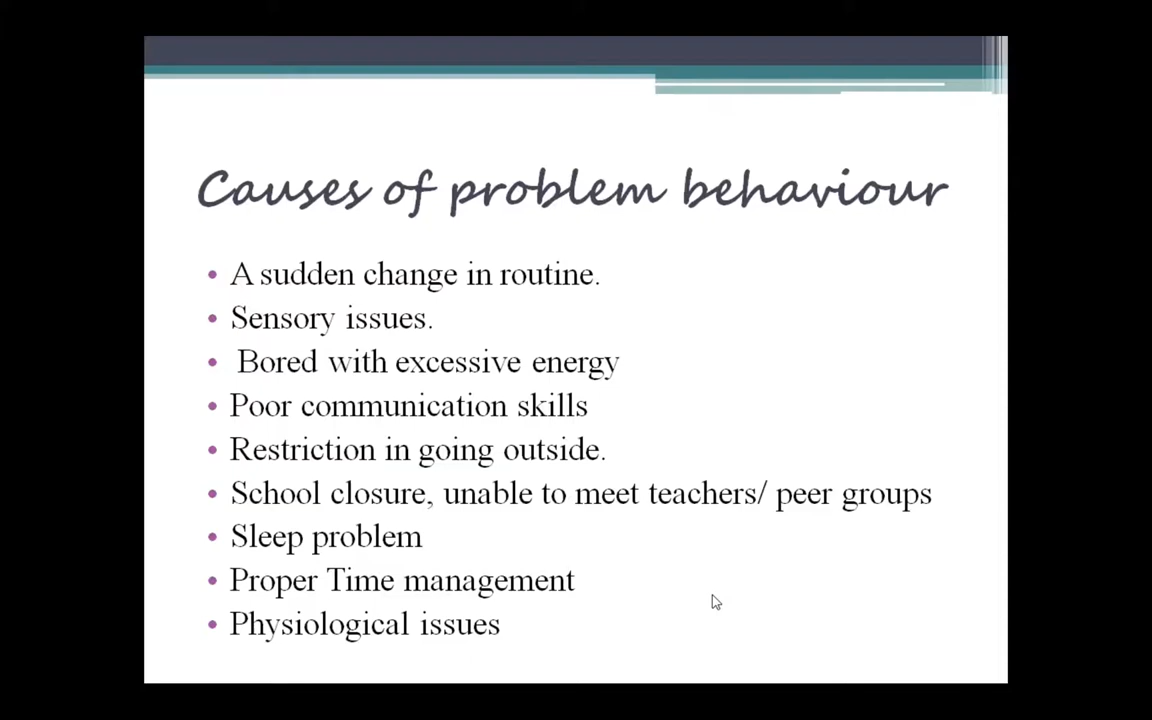 Causes of problem behaviour
• A sudden change in routine.
• Sensory issues.
• Bored with excessive energy
• Poor communication skills
• Restriction in going outside.
• School closure, unable to meet teachers/ peer groups
• Sleep problem
• Proper Time management
• Physiological issues